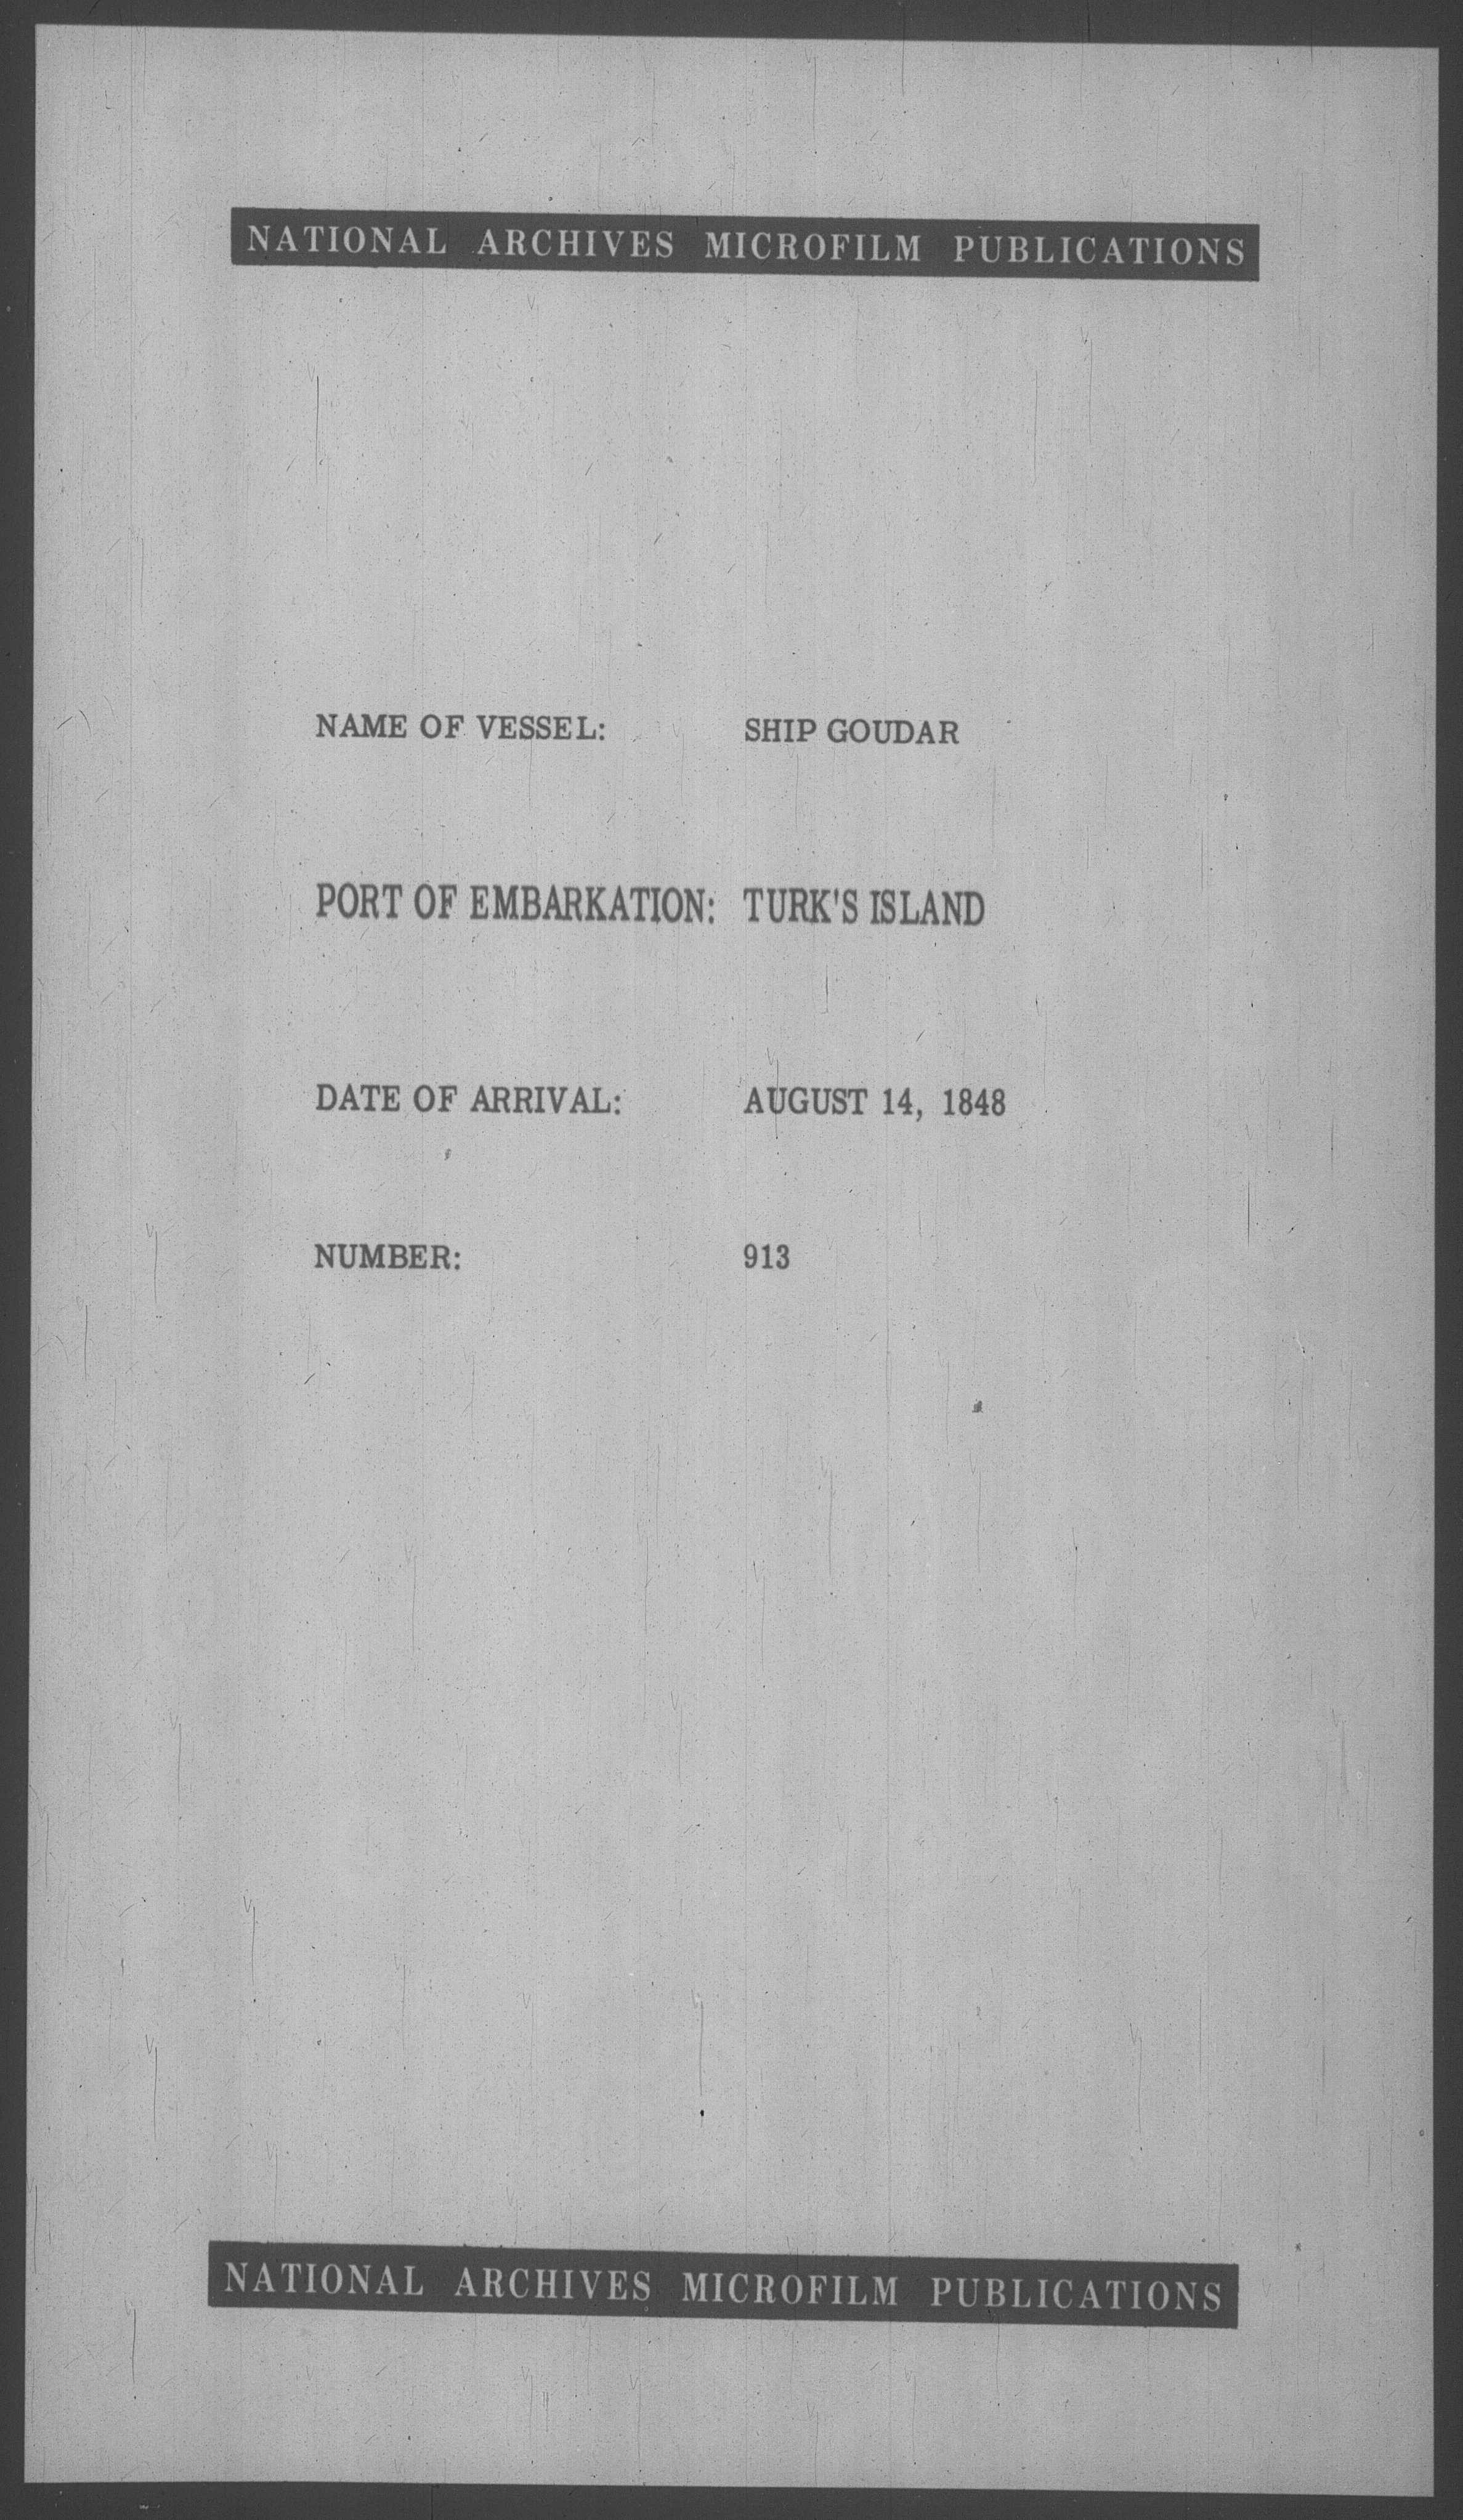 NATIONAL ARCHIVES MICROFILM PUBLICATIONS
NAME OF VESSEL: SHIP GOUDAR
PORT OF EMBARKATION: TURK'S ISLAND
DATE OF ARRIVAL: AUGUST 14, 1848
NUMBER: 913
NATIONAL ARCHIVES MICROFILM PUBLICATIONS